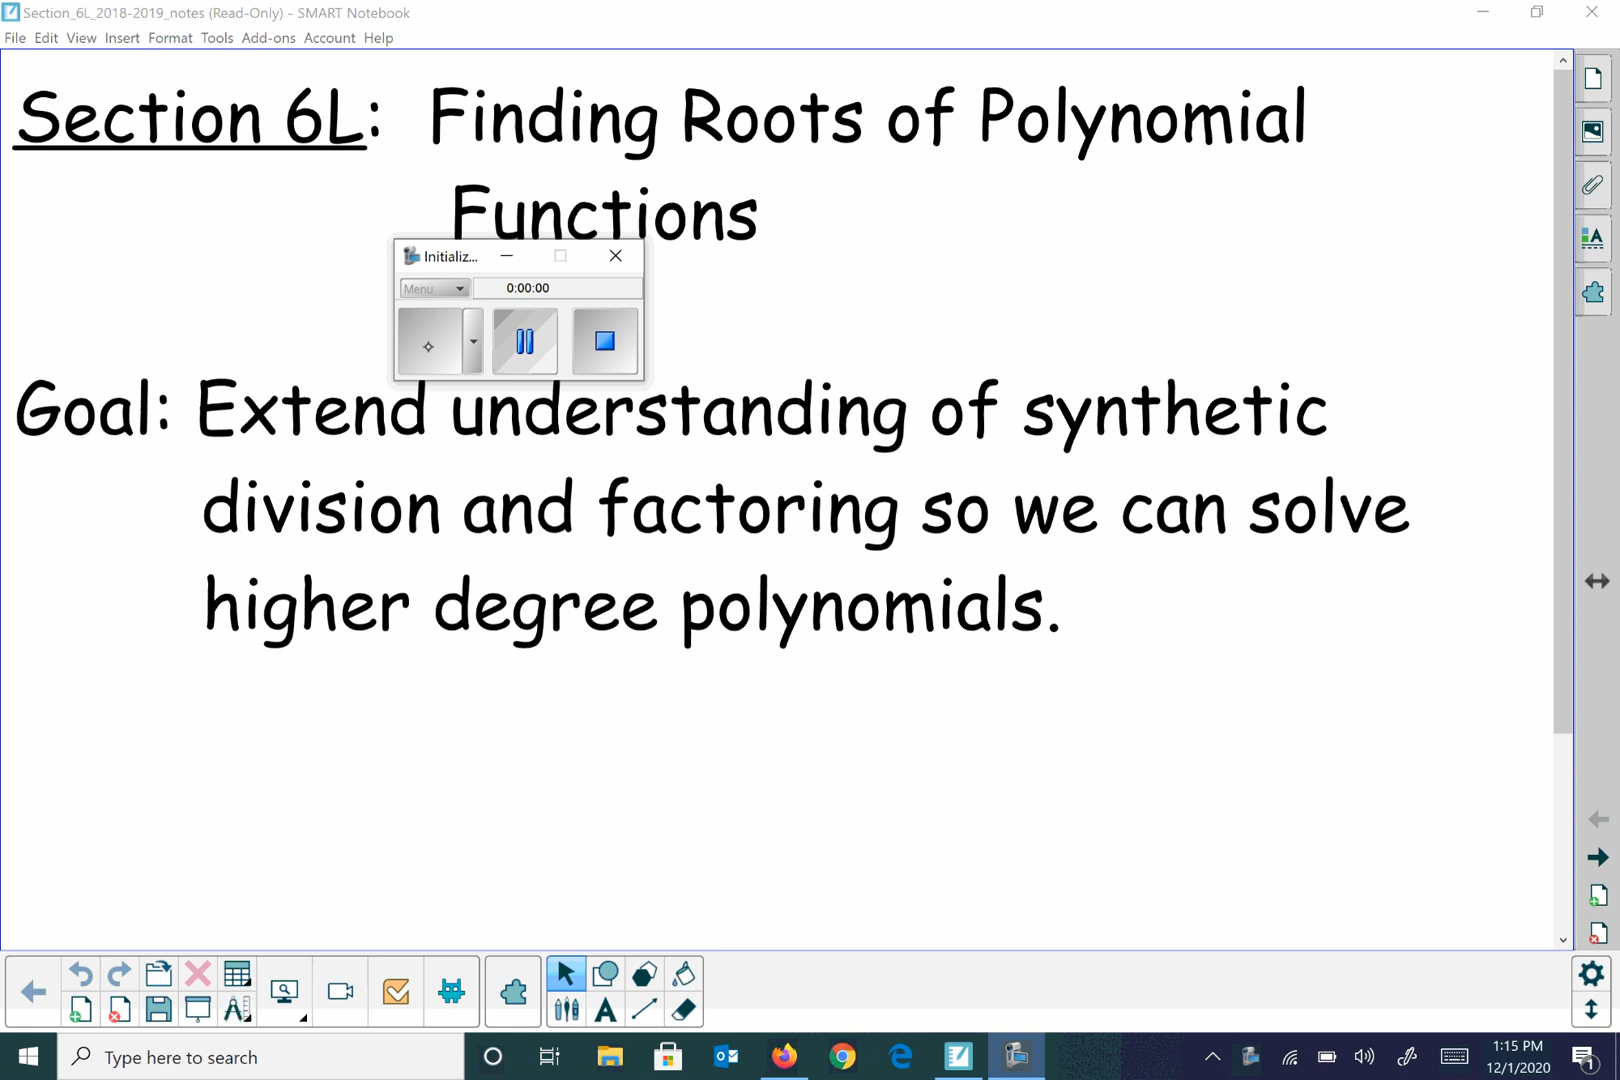 Section_6L_2018-2019_notes (Read-Only) - SMART Notebook
File Edit View Insert Format Tools Add-ons Account Help
Section 6L: Finding Roots of Polynomial
Functions
Initializ...
Menu
0:00:00
Goal: Extend understanding of synthetic
division and factoring so we can solve
higher degree polynomials.
Type here to search
1:15 PM
12/1/2020
1